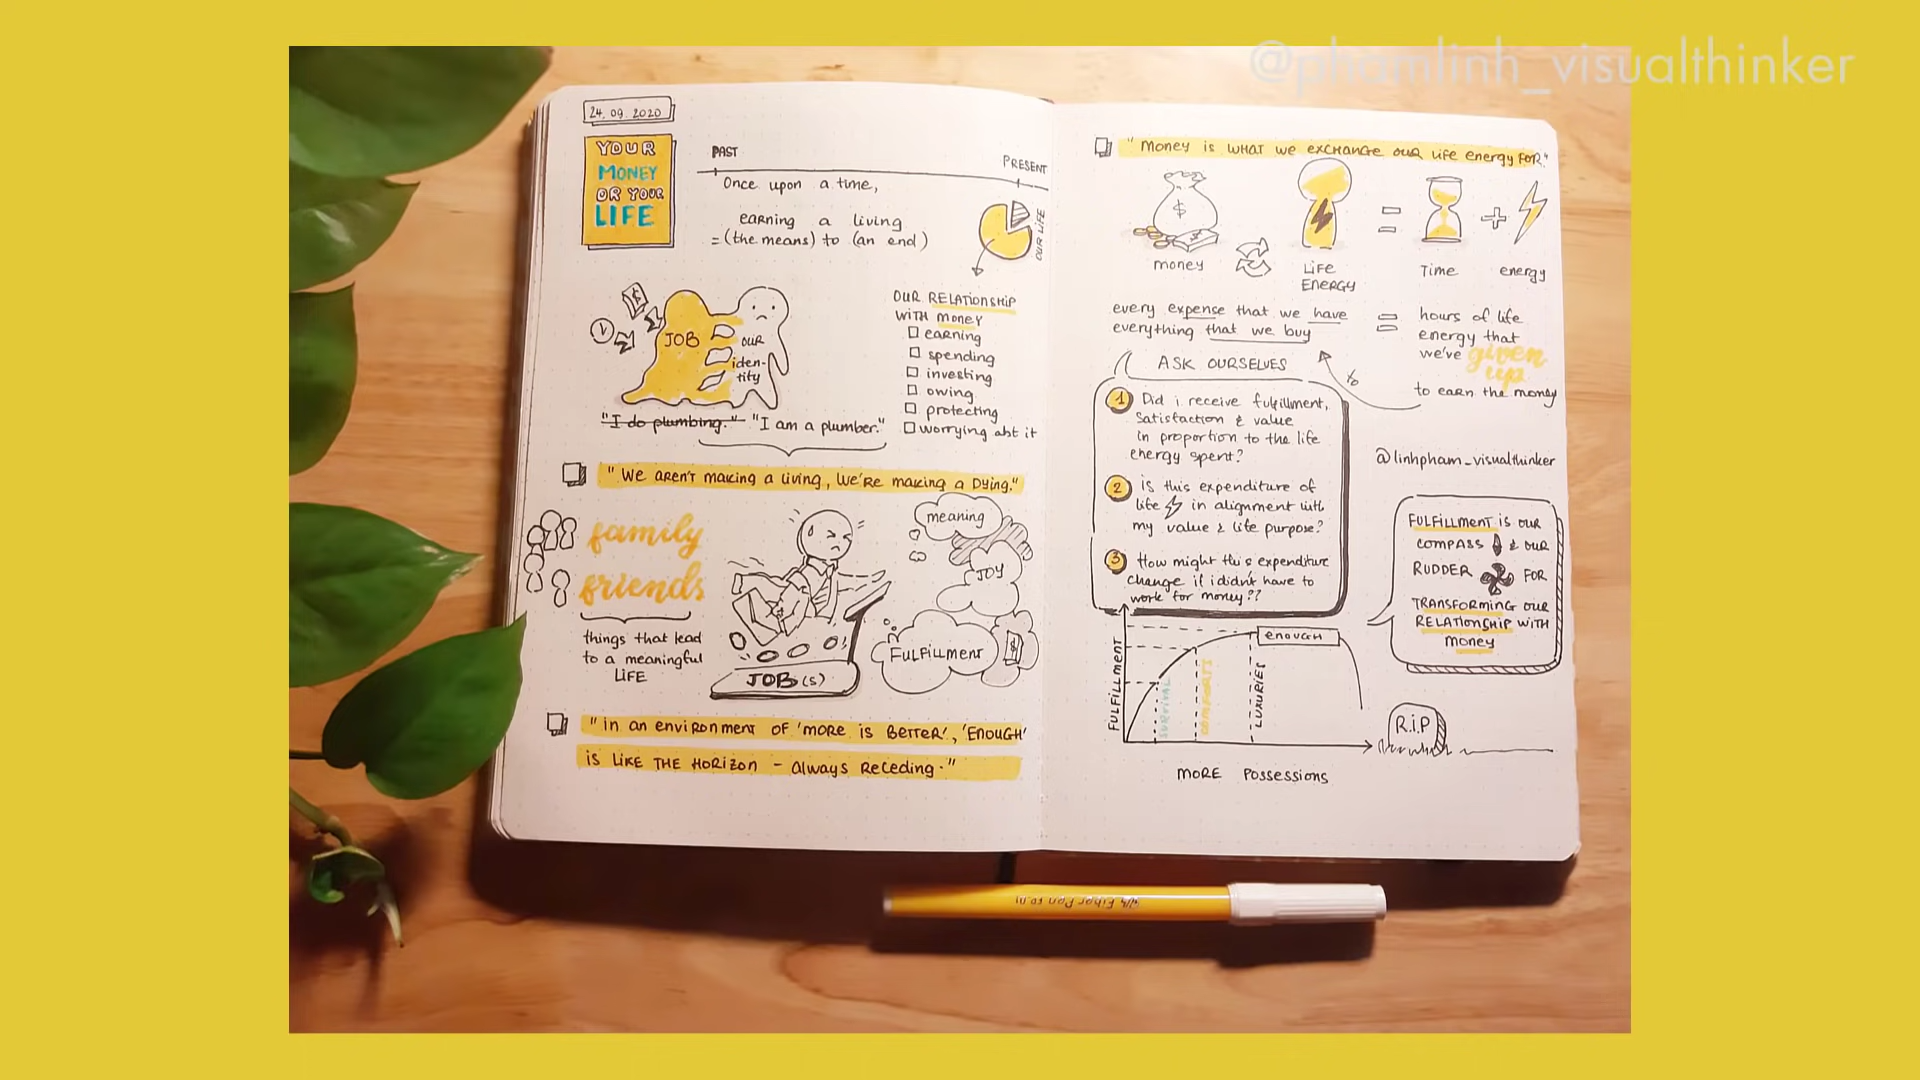 @phamlinh_visualthinker
24.09.2020
YOUR
MONEY
OR YOUR
LIFE
PAST
PRESENT
Once upon a time,
earning a living
= (the means) to (an end)
OUR LIFE
JOB
our
iden-
tity
"I do plumbing." "I am a plumber."
OUR RELATIONSHIP
WITH MONEY
earning
spending
investing
owing
protecting
worrying abt it
"We aren't making a living, we're making a dying."
family
friends
things that lead
to a meaningful
LIFE
JOB(S)
meaning
JOY
FULFILLMENT
$
"in an environment of 'more is better', 'enough'
is like the horizon - always receding."
"Money is what we exchange our life energy for."
$
money
LIFE
ENERGY
=
+
Time
energy
every expense that we have
everything that we buy
=
hours of life
energy that
we've given
up
to earn the money
to
ASK OURSELVES
1 Did i receive fulfillment,
satisfaction & value
in proportion to the life
energy spent?
2 is this expenditure of
life in alignment with
my value & life purpose?
3 How might this expenditure
change if i didn't have to
work for money??
@linhpham_visualthinker
FULFILLMENT IS OUR
COMPASS & OUR
RUDDER FOR
TRANSFORMING OUR
RELATIONSHIP WITH
MONEY
FULFILLMENT
SURVIVAL
COMFORTS
LUXURIES
enough
R.i.P
MORE Possessions